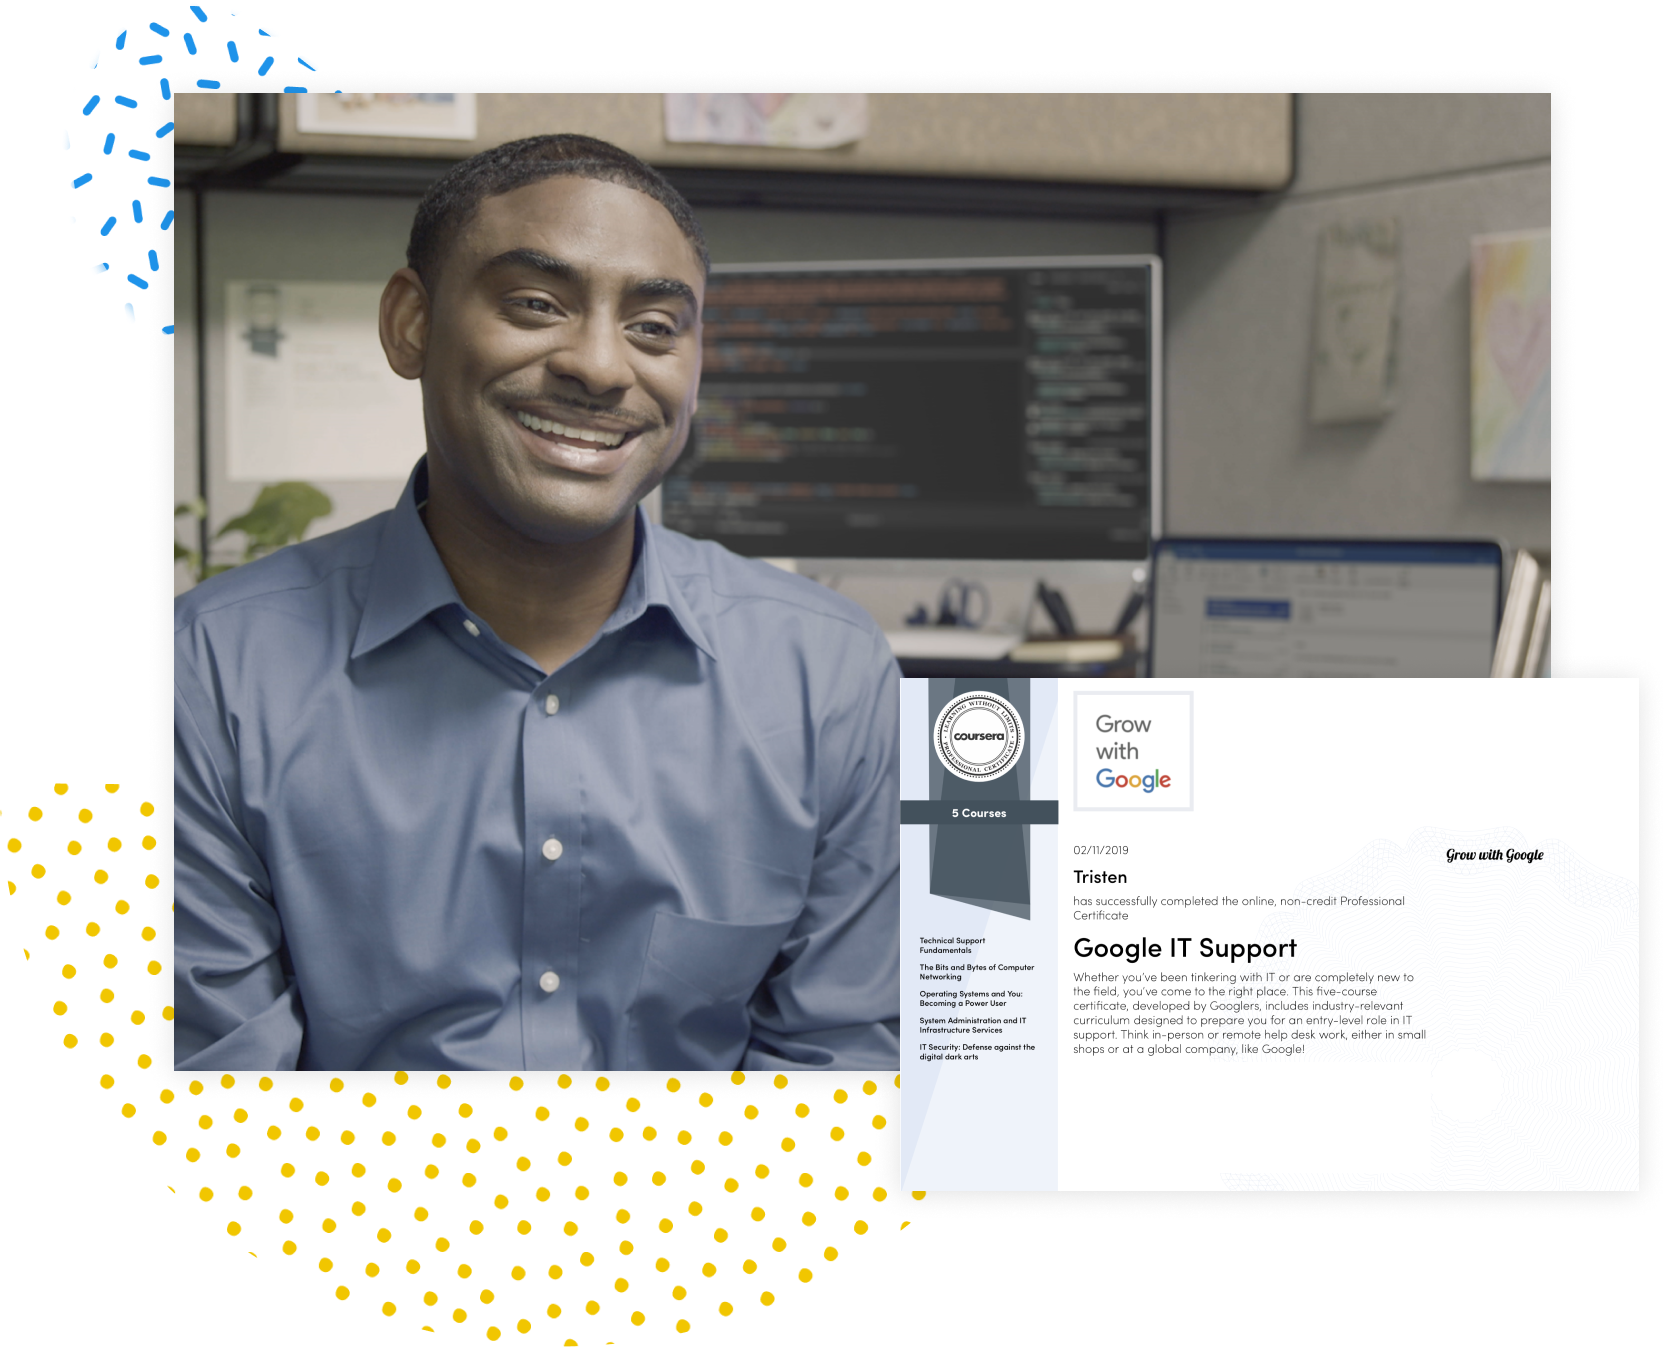 LEARNING WITHOUT LIMITS
coursera
PROFESSIONAL CERTIFICATE
5 Courses
Technical Support
Fundamentals
The Bits and Bytes of Computer
Networking
Operating Systems and You:
Becoming a Power User
System Administration and IT
Infrastructure Services
IT Security: Defense against the
digital dark arts
Grow
with
Google
02/11/2019
Tristen
has successfully completed the online, non-credit Professional
Certificate
Google IT Support
Whether you've been tinkering with IT or are completely new to
the field, you've come to the right place. This five-course
certificate, developed by Googlers, includes industry-relevant
curriculum designed to prepare you for an entry-level role in IT
support. Think in-person or remote help desk work, either in small
shops or at a global company, like Google!
Grow with Google